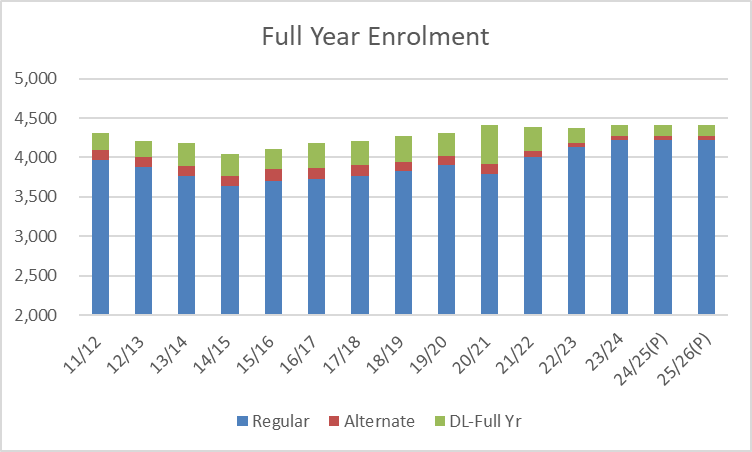 Full Year Enrolment
5,000
4,500
4,000
3,500
3,000
2,500
2,000
11/12 12/13 13/14 14/15 15/16 16/17 17/18 18/19 19/20 20/21 21/22 22/23 23/24 24/25(P) 25/26(P)
Regular Alternate DL-Full Yr